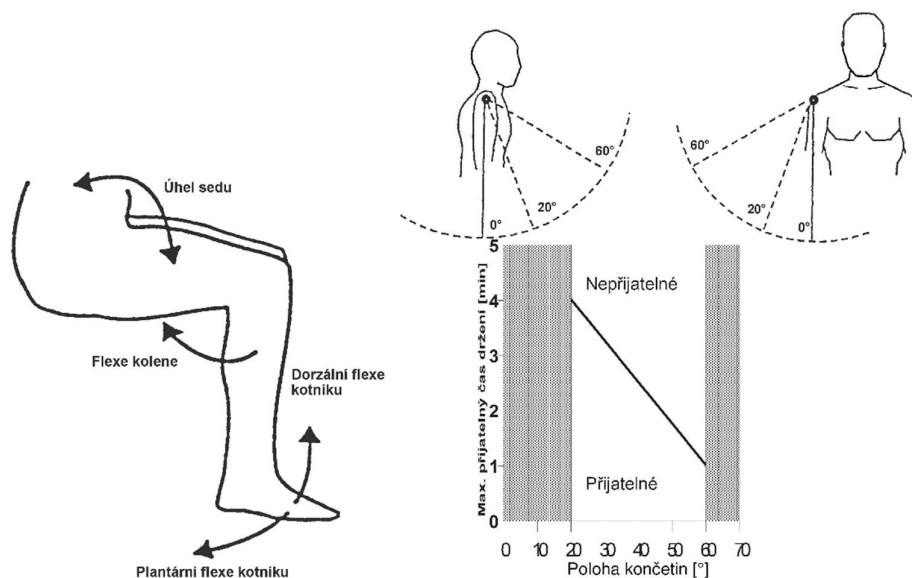 Úhel sedu
Flexe kolene
Dorzální flexe
kotníku
Plantární flexe kotníku
60°
20°
0°
60°
20°
0°
Max. přijatelný čas držení [min]
5
4
3
2
1
0
Nepřijatelné
Přijatelné
0 10 20 30 40 50 60 70
Poloha končetin [°]